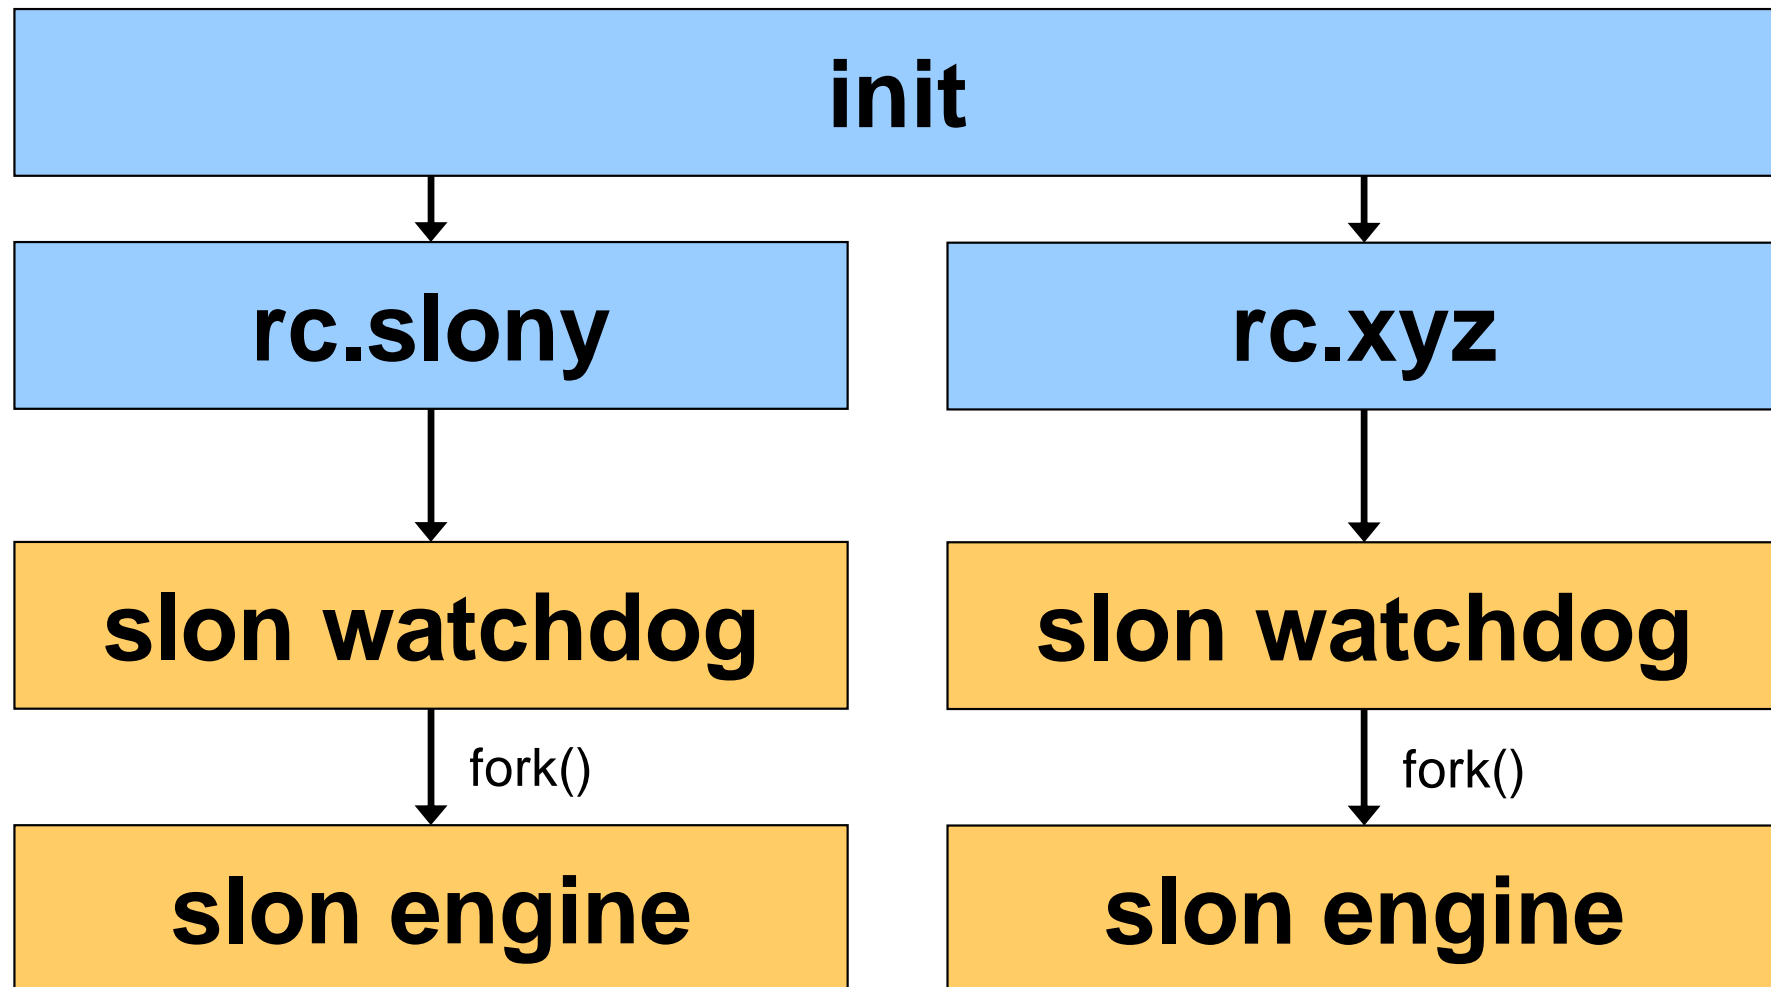 init
rc.slony
rc.xyz
slon watchdog
slon watchdog
fork()
fork()
slon engine
slon engine